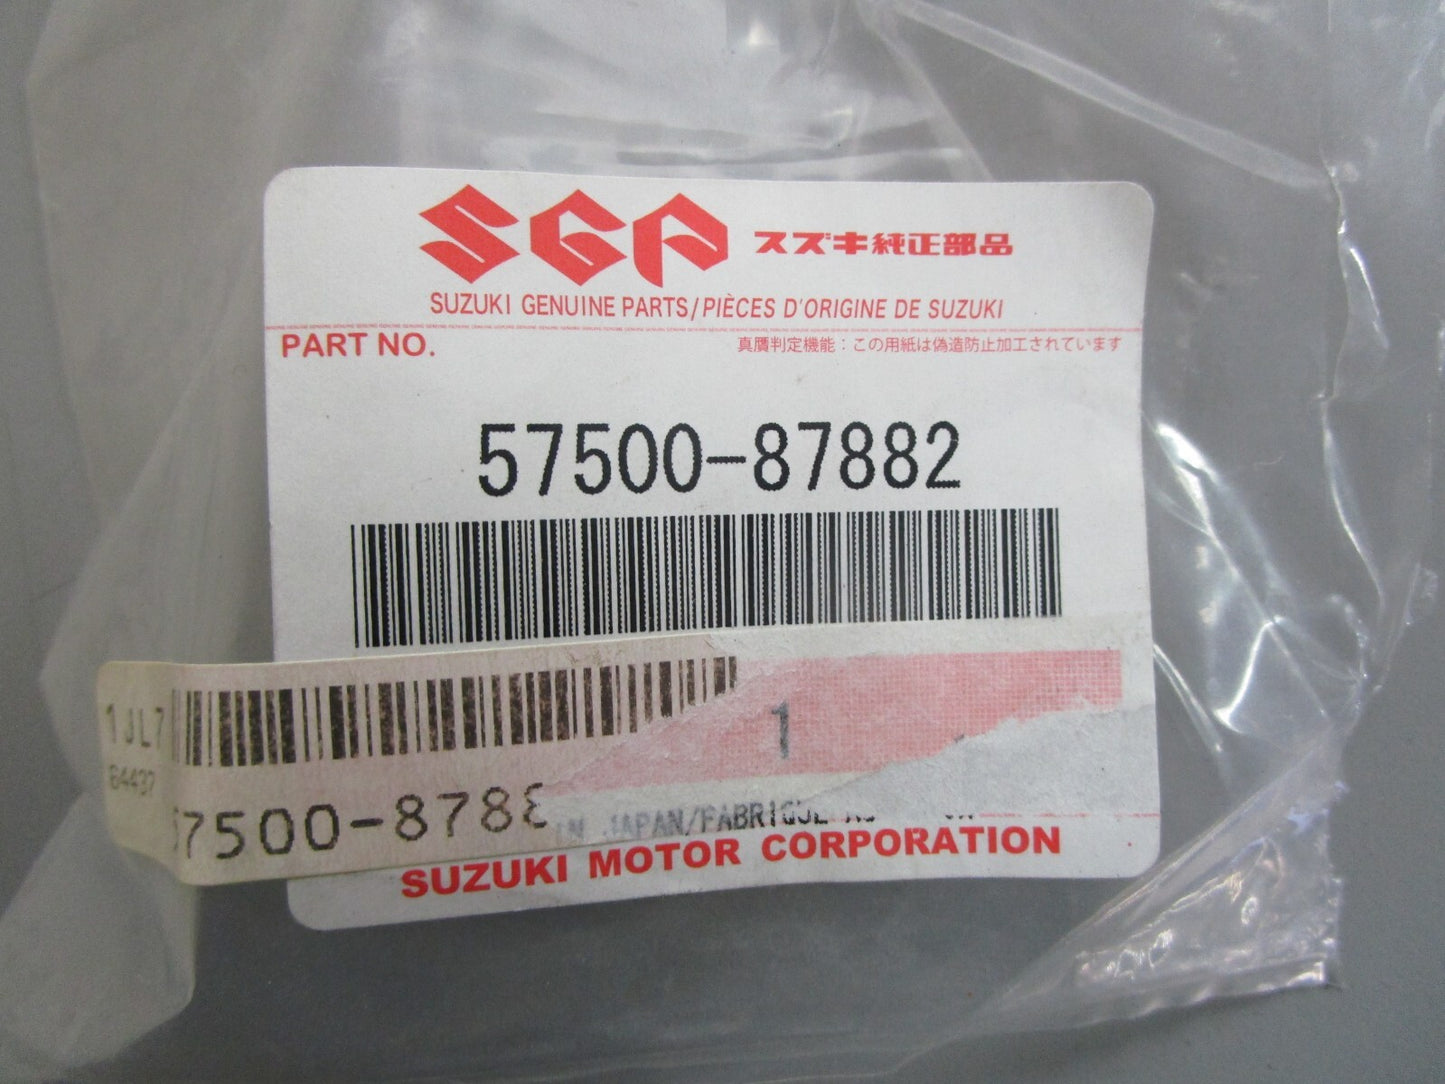 SGP スズキ純正部品
SUZUKI GENUINE PARTS/PIÈCES D'ORIGINE DE SUZUKI
PART NO.
真贋判定機能：この用紙は偽造防止加工されています
57500-87882
1JL7
64437
1
57500-878
JAPAN/FABRIQUE
SUZUKI MOTOR CORPORATION